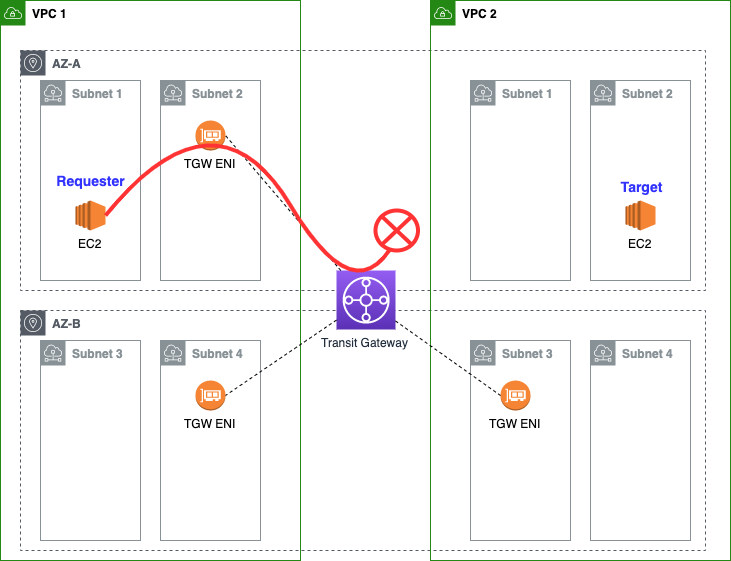 VPC 1
VPC 2
AZ-A
Subnet 1
Subnet 2
Subnet 1
Subnet 2
TGW ENI
Requester
Target
EC2
EC2
AZ-B
Transit Gateway
Subnet 3
Subnet 4
Subnet 3
Subnet 4
TGW ENI
TGW ENI